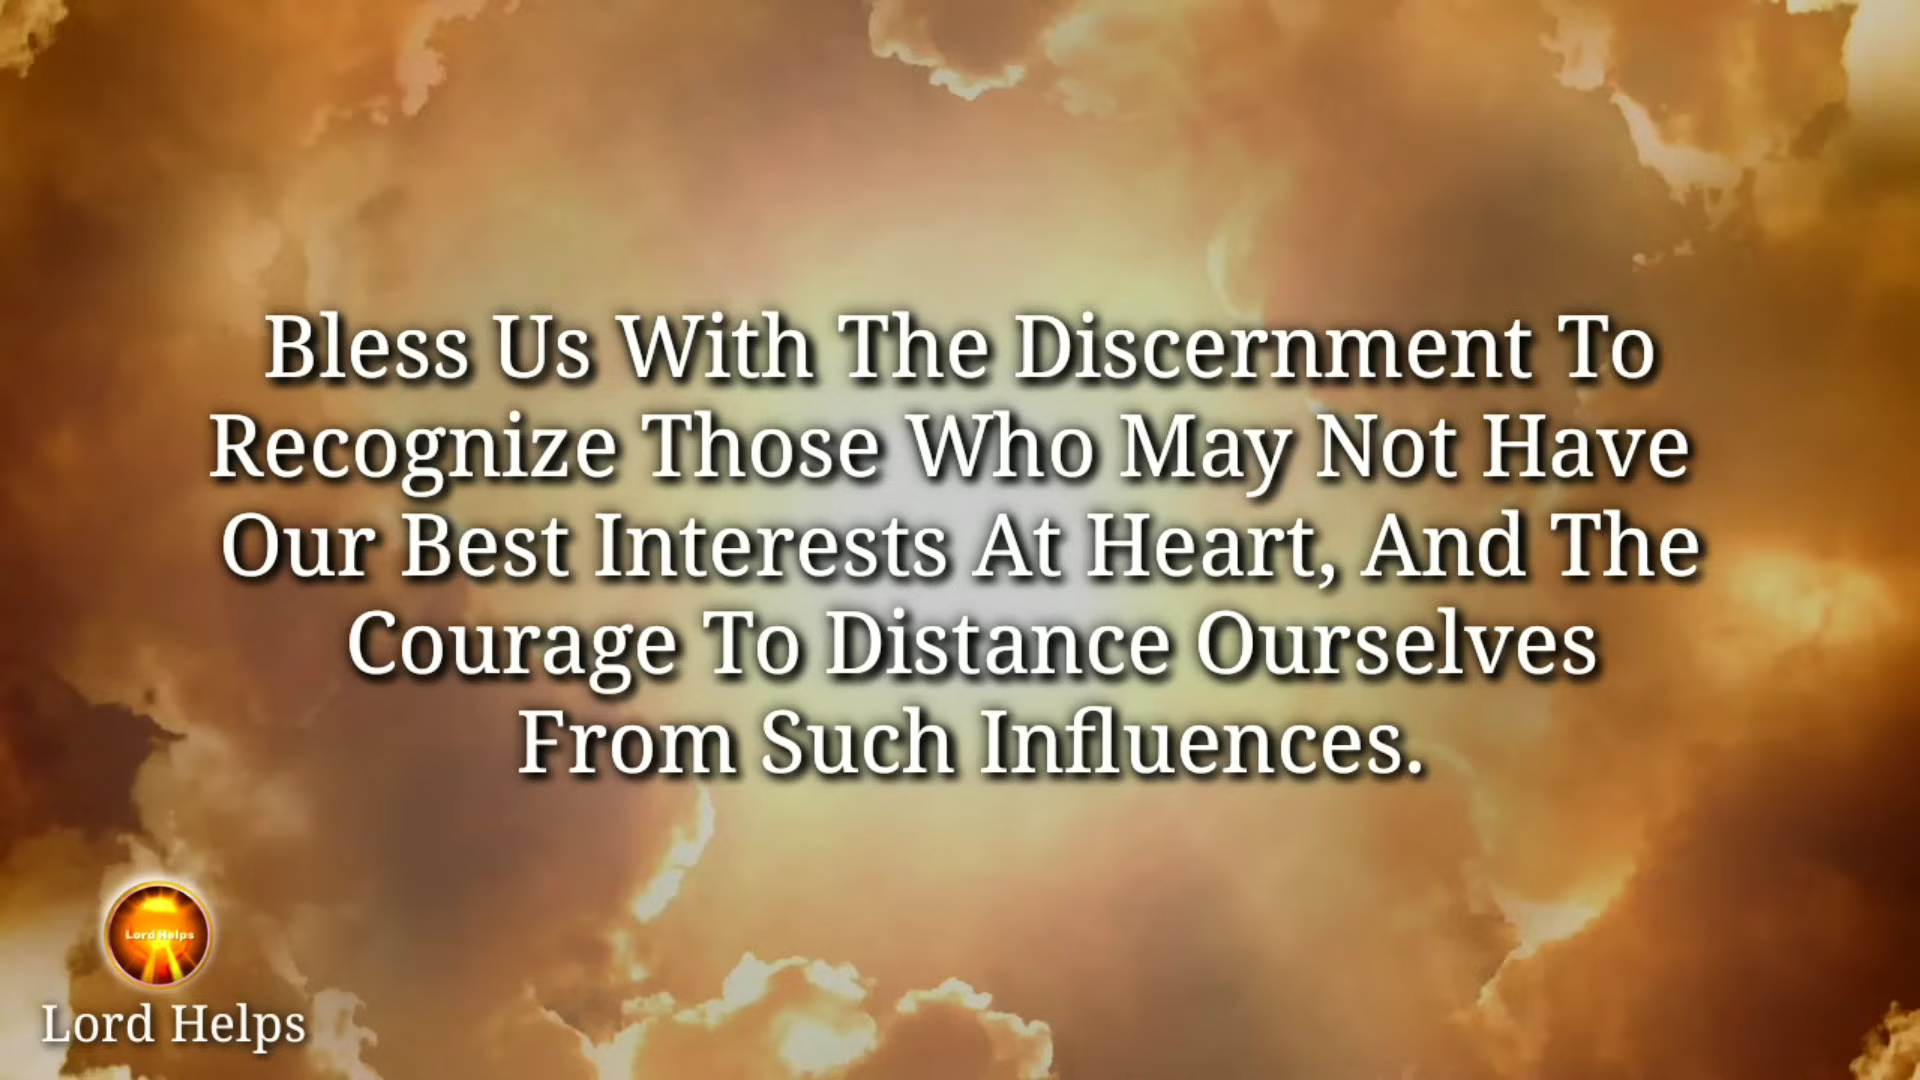 Bless Us With The Discernment To
Recognize Those Who May Not Have
Our Best Interests At Heart, And The
Courage To Distance Ourselves
From Such Influences.
Lord Helps
Lord Helps